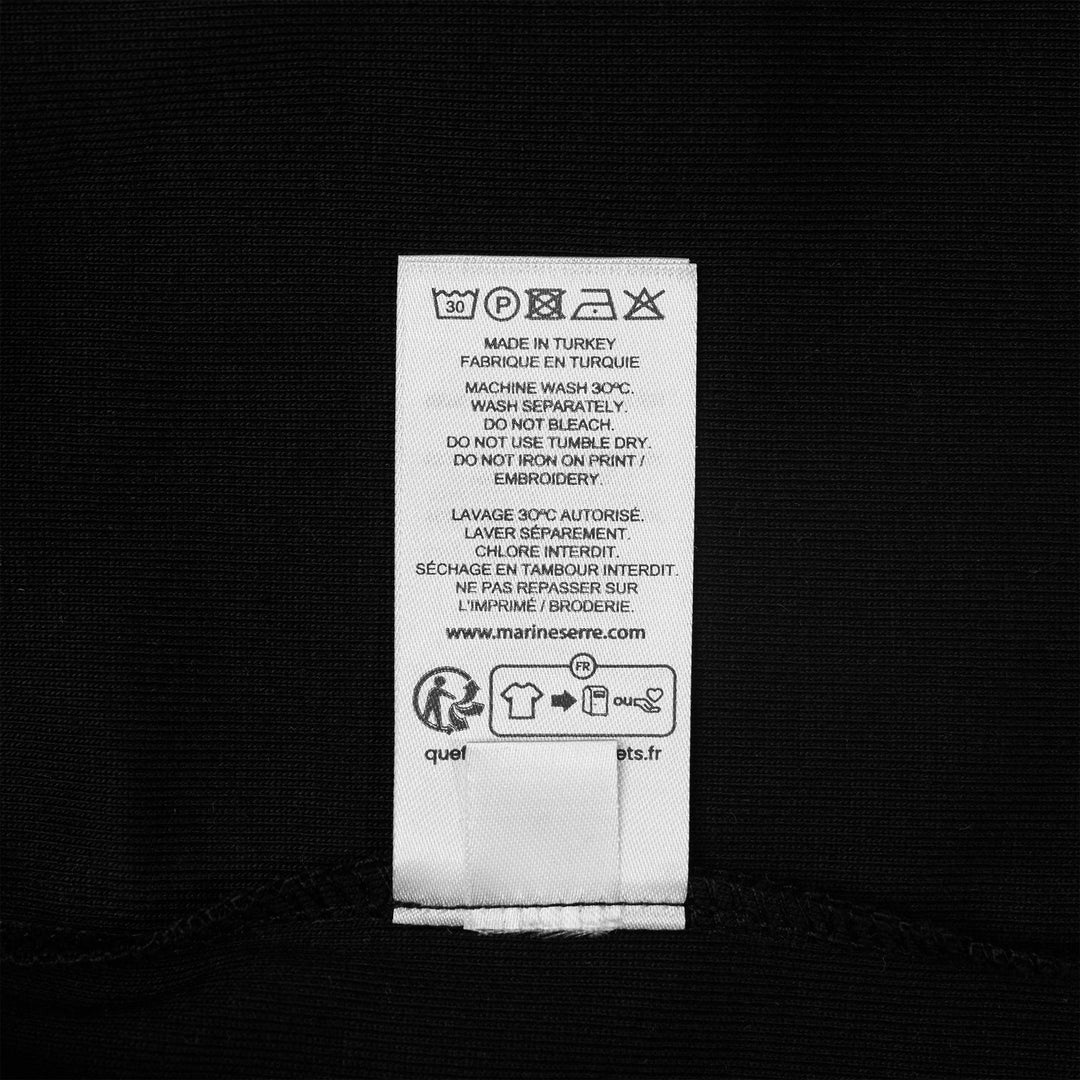 30 P
MADE IN TURKEY
FABRIQUE EN TURQUIE
MACHINE WASH 30ºC.
WASH SEPARATELY.
DO NOT BLEACH.
DO NOT USE TUMBLE DRY.
DO NOT IRON ON PRINT /
EMBROIDERY.
LAVAGE 30ºC AUTORISÉ.
LAVER SÉPAREMENT.
CHLORE INTERDIT.
SÉCHAGE EN TAMBOUR INTERDIT.
NE PAS REPASSER SUR
L'IMPRIMÉ / BRODERIE.
www.marineserre.com
FR
ou